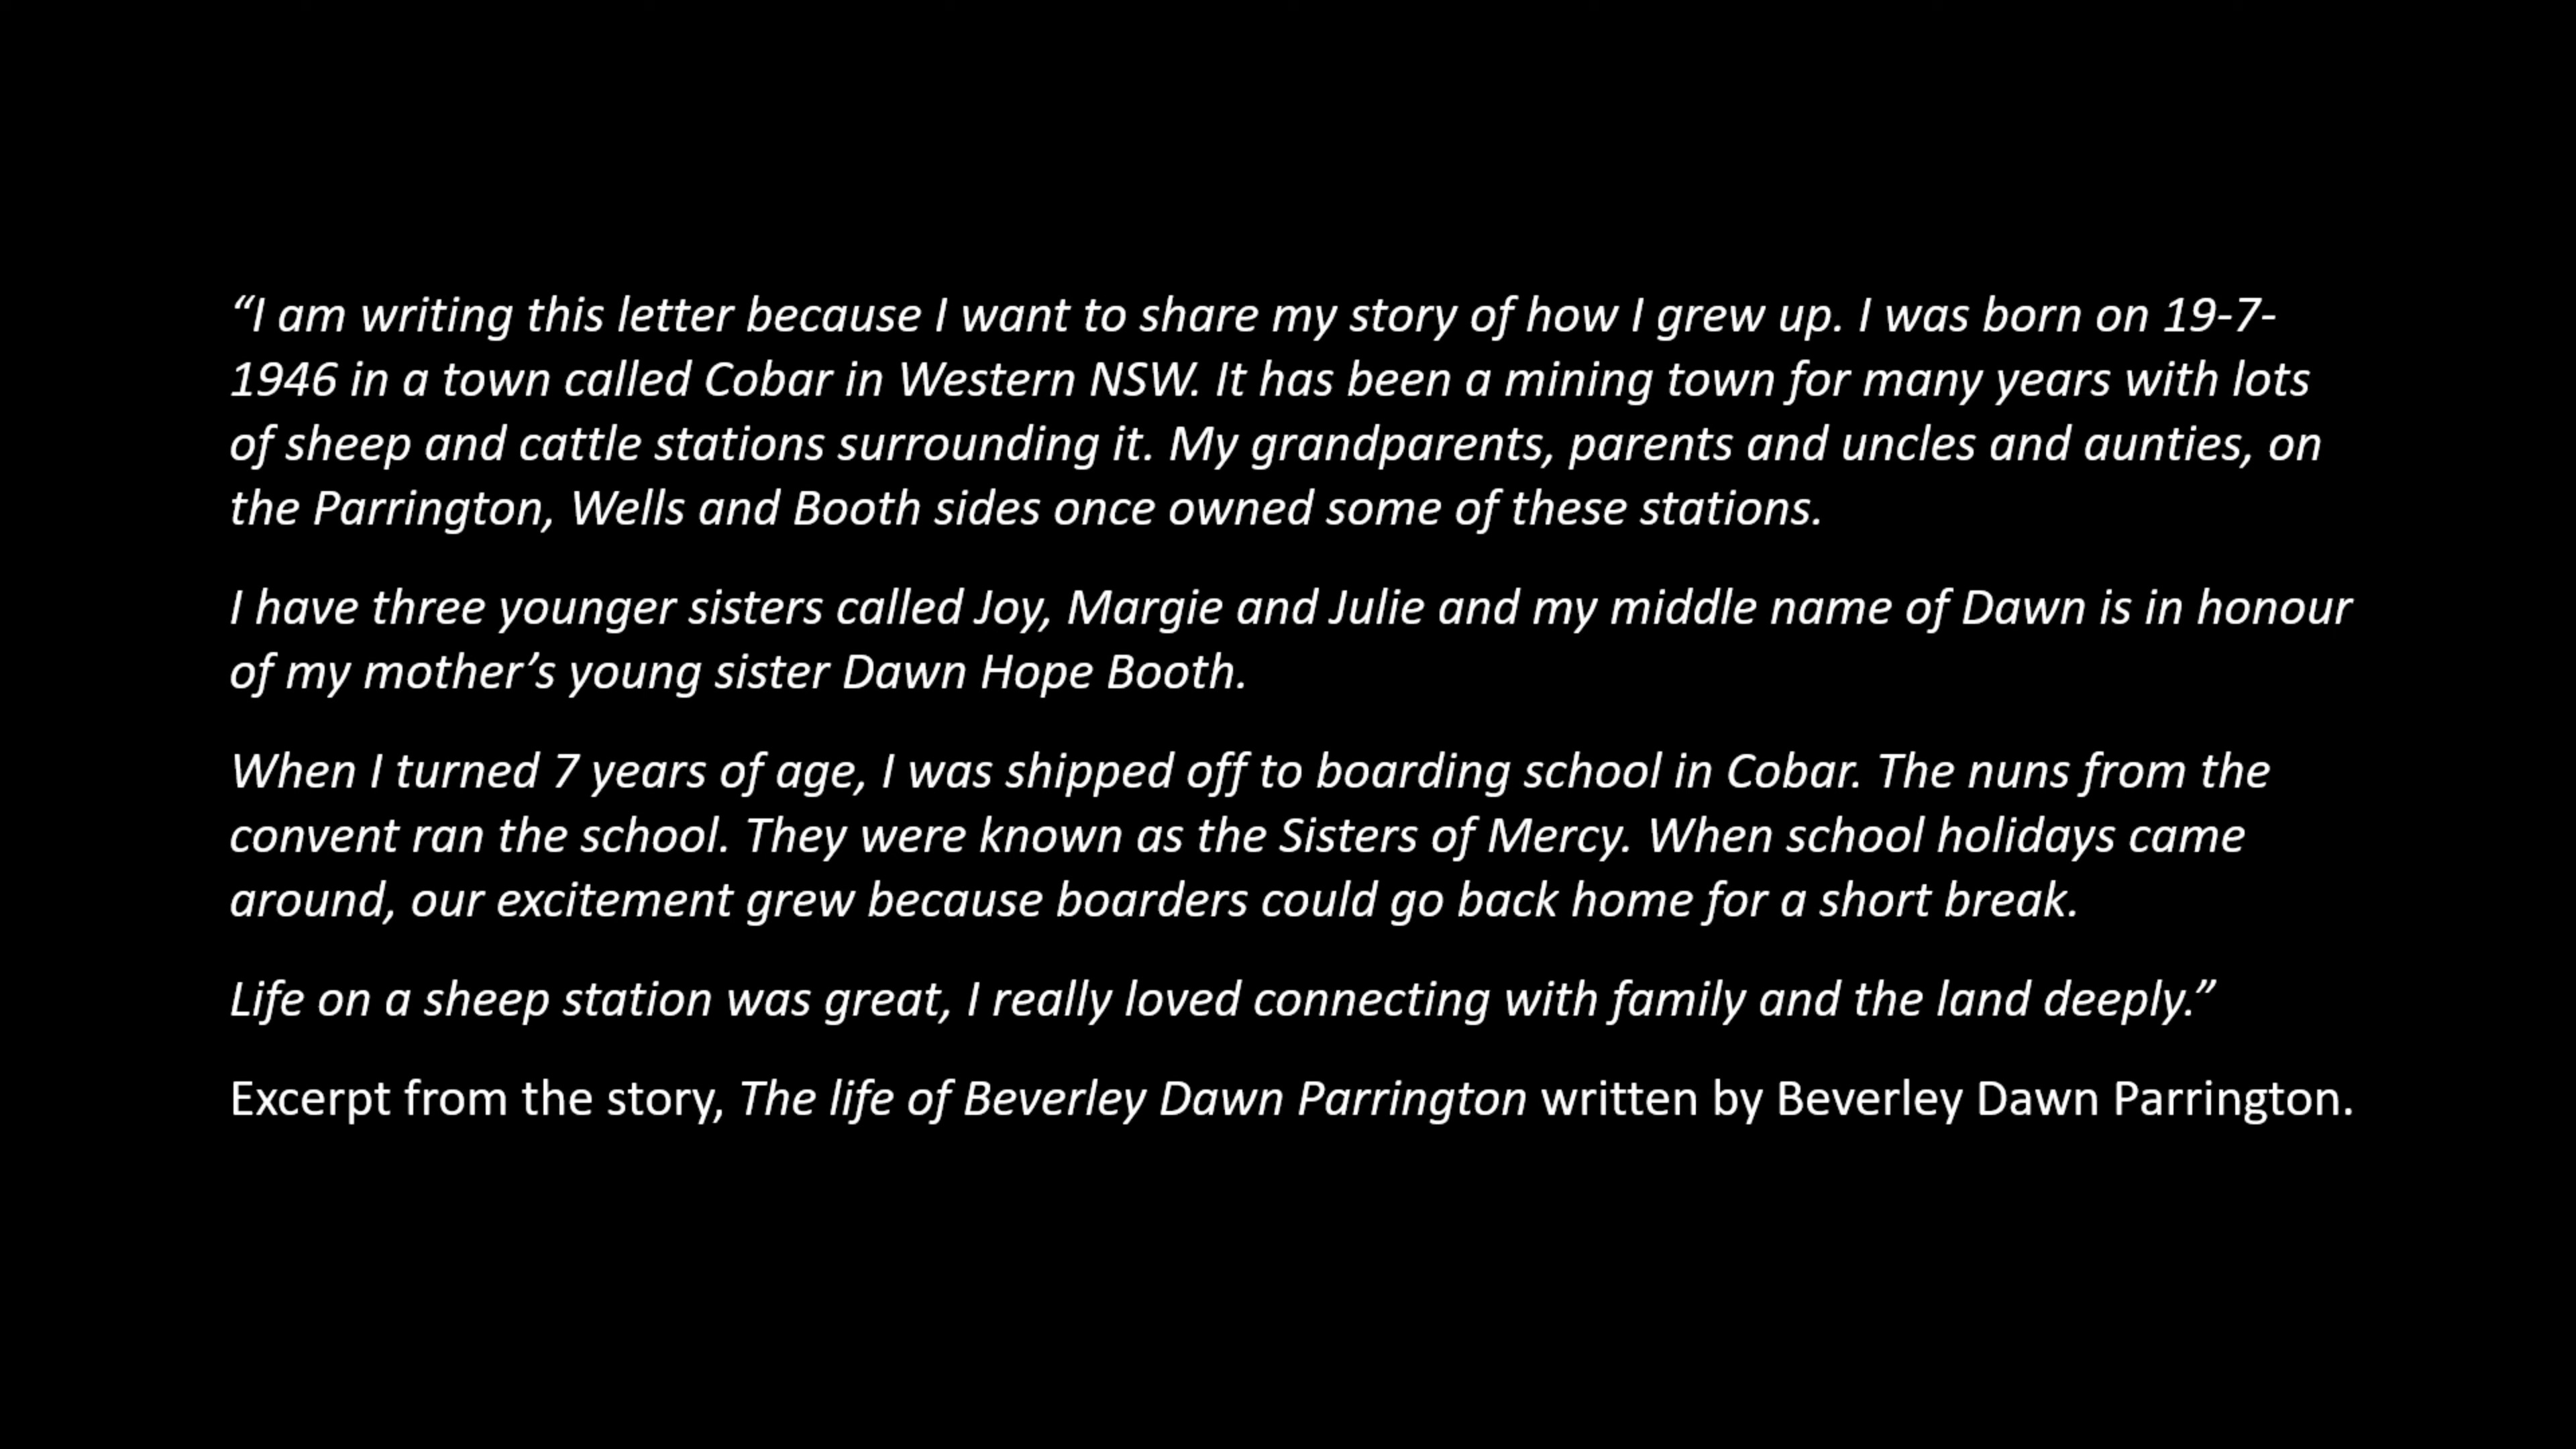 “I am writing this letter because I want to share my story of how I grew up. I was born on 19-7-
1946 in a town called Cobar in Western NSW. It has been a mining town for many years with lots
of sheep and cattle stations surrounding it. My grandparents, parents and uncles and aunties, on
the Parrington, Wells and Booth sides once owned some of these stations.
I have three younger sisters called Joy, Margie and Julie and my middle name of Dawn is in honour
of my mother’s young sister Dawn Hope Booth.
When I turned 7 years of age, I was shipped off to boarding school in Cobar. The nuns from the
convent ran the school. They were known as the Sisters of Mercy. When school holidays came
around, our excitement grew because boarders could go back home for a short break.
Life on a sheep station was great, I really loved connecting with family and the land deeply.”
Excerpt from the story, The life of Beverley Dawn Parrington written by Beverley Dawn Parrington.